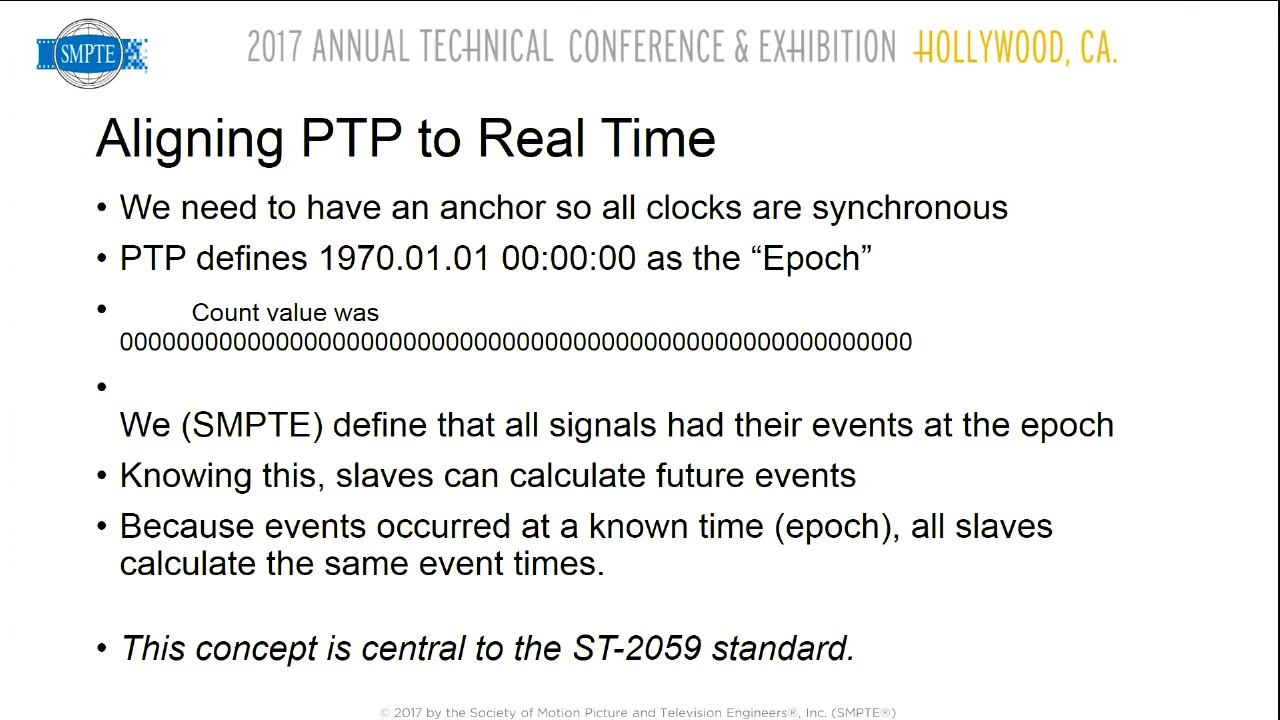 SMPTE
2017 ANNUAL TECHNICAL CONFERENCE & EXHIBITION HOLLYWOOD, CA.
Aligning PTP to Real Time
• We need to have an anchor so all clocks are synchronous
• PTP defines 1970.01.01 00:00:00 as the “Epoch”
• Count value was
00000000000000000000000000000000000000000000000000000000
•
We (SMPTE) define that all signals had their events at the epoch
• Knowing this, slaves can calculate future events
• Because events occurred at a known time (epoch), all slaves
calculate the same event times.
• This concept is central to the ST-2059 standard.
© 2017 by the Society of Motion Picture and Television Engineers®, Inc. (SMPTE®)